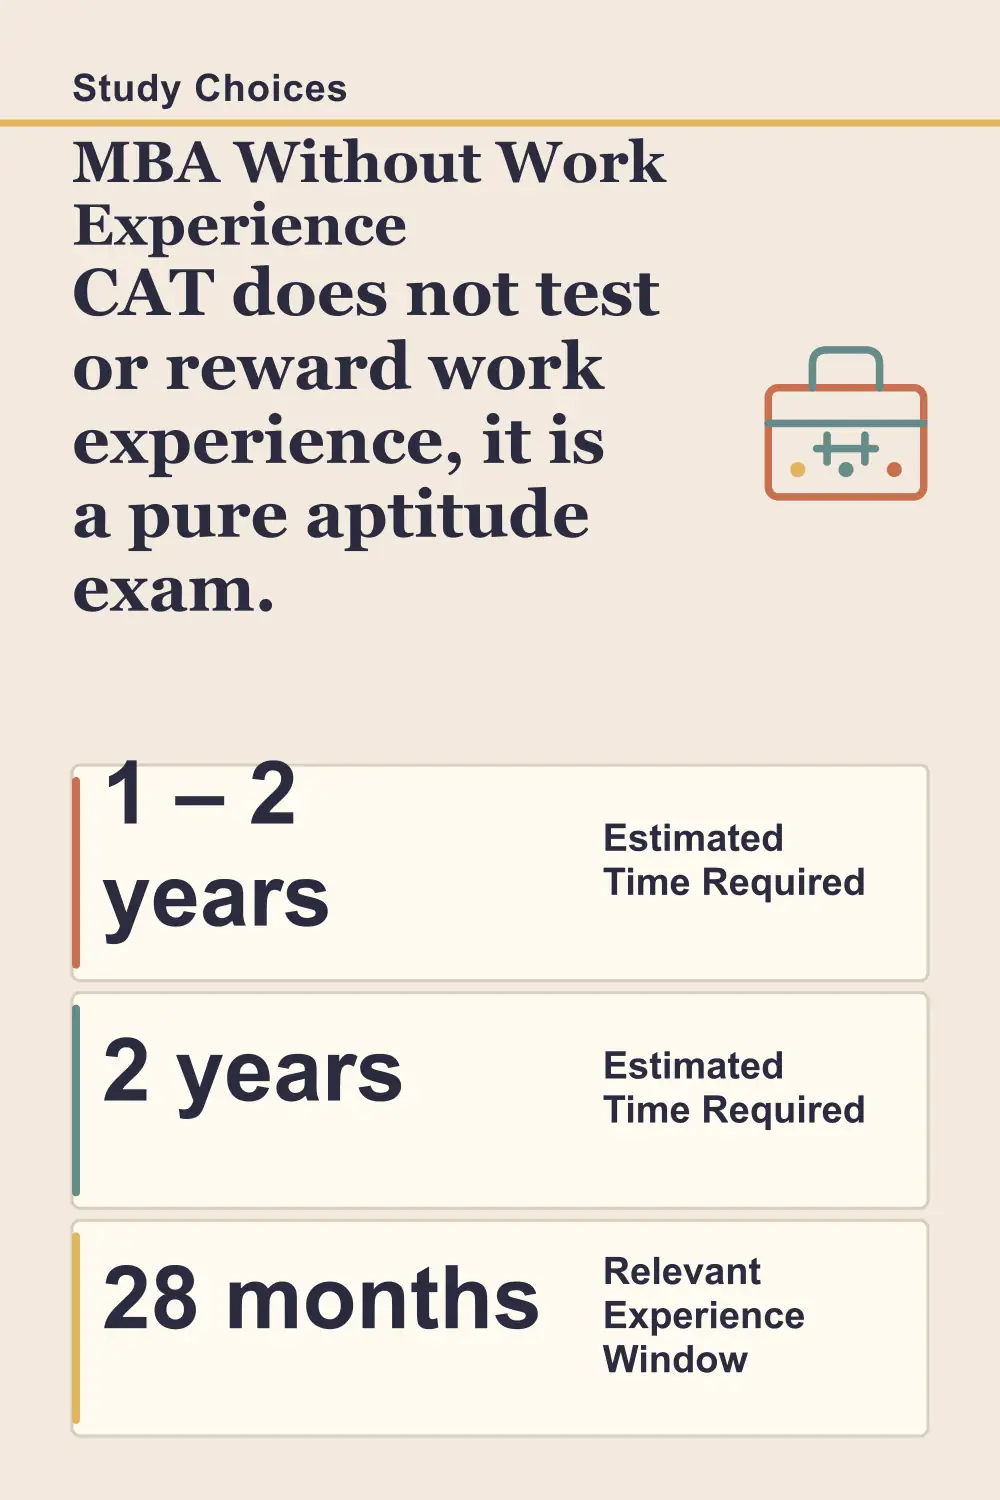 Study Choices
MBA Without Work
Experience
CAT does not test
or reward work
experience, it is
a pure aptitude
exam.
1 – 2
years
Estimated
Time Required
2 years
Estimated
Time Required
28 months
Relevant
Experience
Window